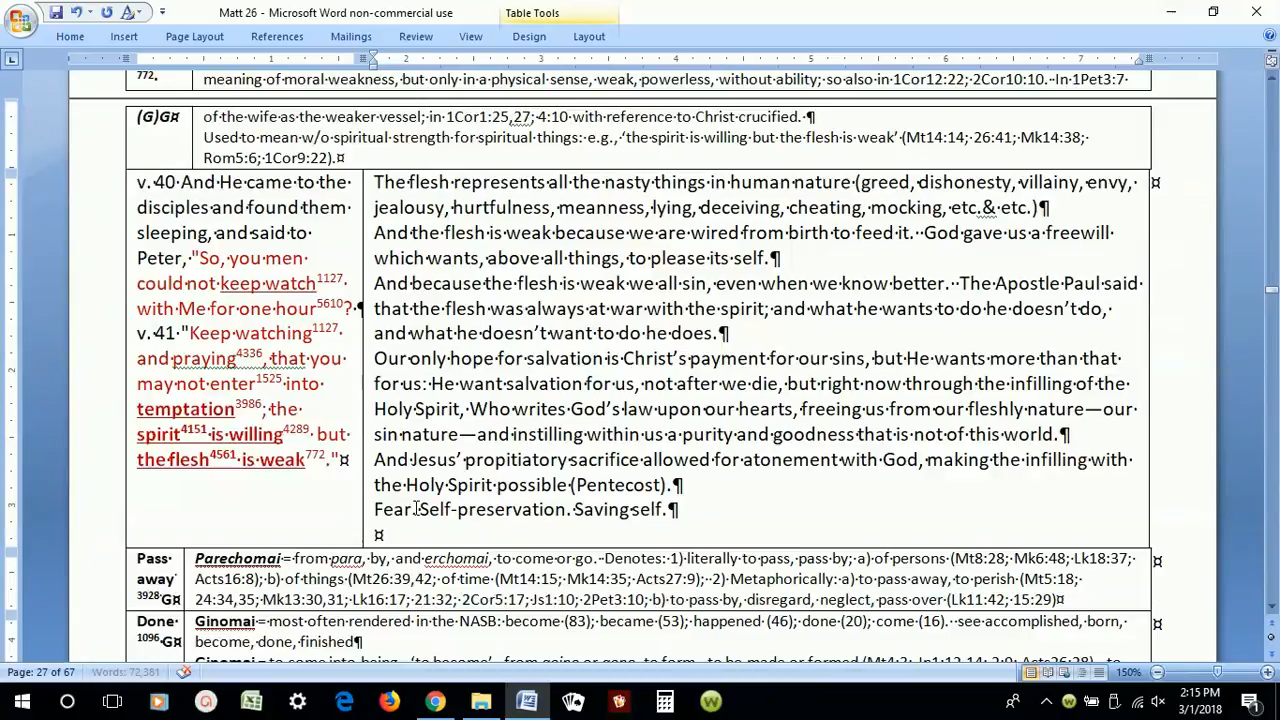 Matt 26 - Microsoft Word non-commercial use
Table Tools
Home Insert Page Layout References Mailings Review View Design Layout
1 2 3 4 5 6 7
772. meaning of moral weakness, but only in a physical sense, weak, powerless, without ability; so also in 1Cor12:22; 2Cor10:10. In 1Pet3:7
(G)G¤ of the wife as the weaker vessel; in 1Cor1:25,27; 4:10 with reference to Christ crucified. ¶
Used to mean w/o spiritual strength for spiritual things: e.g., 'the spirit is willing but the flesh is weak' (Mt14:14; 26:41; Mk14:38;
Rom5:6; 1Cor9:22).¤
v. 40 And He came to the
disciples and found them
sleeping, and said to
Peter, "So, you men
could not keep watch1127
with Me for one hour5610? ¶
v. 41 "Keep watching1127
and praying4336, that you
may not enter1525 into
temptation3986; the
spirit4151 is willing4289 but
the flesh4561 is weak772."¤
The flesh represents all the nasty things in human nature (greed, dishonesty, villainy, envy, ¤
jealousy, hurtfulness, meanness, lying, deceiving, cheating, mocking, etc.& etc.)¶
And the flesh is weak because we are wired from birth to feed it. God gave us a freewill
which wants, above all things, to please its self.¶
And because the flesh is weak we all sin, even when we know better. The Apostle Paul said
that the flesh was always at war with the spirit; and what he wants to do he doesn't do,
and what he doesn't want to do he does.¶
Our only hope for salvation is Christ's payment for our sins, but He wants more than that
for us: He want salvation for us, not after we die, but right now through the infilling of the
Holy Spirit, Who writes God's law upon our hearts, freeing us from our fleshly nature—our
sin nature—and instilling within us a purity and goodness that is not of this world.¶
And Jesus' propitiatory sacrifice allowed for atonement with God, making the infilling with
the Holy Spirit possible (Pentecost).¶
Fear. Self-preservation. Saving self.¶
¤
Pass
away
3928 G¤
Parechomai = from para, by, and erchomai, to come or go. Denotes: 1) literally to pass, pass by; a) of persons (Mt8:28; Mk6:48; Lk18:37; ¤
Acts16:8); b) of things (Mt26:39,42; of time (Mt14:15; Mk14:35; Acts27:9); 2) Metaphorically: a) to pass away, to perish (Mt5:18;
24:34,35; Mk13:30,31; Lk16:17; 21:32; 2Cor5:17; Js1:10; 2Pet3:10; b) to pass by, disregard, neglect, pass over (Lk11:42; 15:29)¤
Done
1096 G¤
Ginomai = most often rendered in the NASB: become (83); became (53); happened (46); done (20); come (16). see accomplished, born, ¤
become, done, finished¶
Page: 27 of 67 Words: 72,381 150%
2:15 PM
3/1/2018